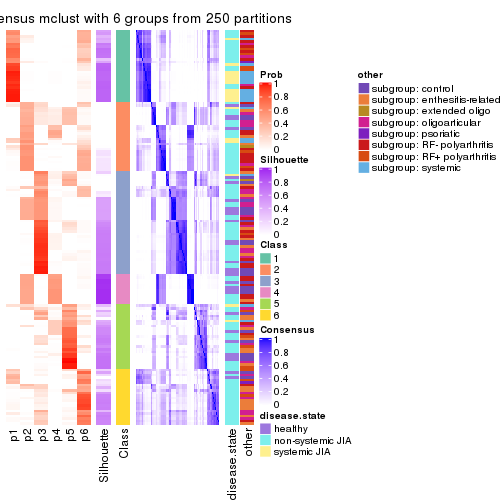 ensus mclust with 6 groups from 250 partitions
Prob
1
0.8
0.6
0.4
0.2
0
Silhouette
1
0.8
0.6
0.4
0.2
0
Class
1
2
3
4
5
6
Consensus
1
0.8
0.6
0.4
0.2
0
disease.state
healthy
non-systemic JIA
systemic JIA
other
subgroup: control
subgroup: enthesitis-related
subgroup: extended oligo
subgroup: oligoarticular
subgroup: psoriatic
subgroup: RF- polyarthritis
subgroup: RF+ polyarthritis
subgroup: systemic
p1
p2
p3
p4
p5
p6
Silhouette
Class
disease.state
other